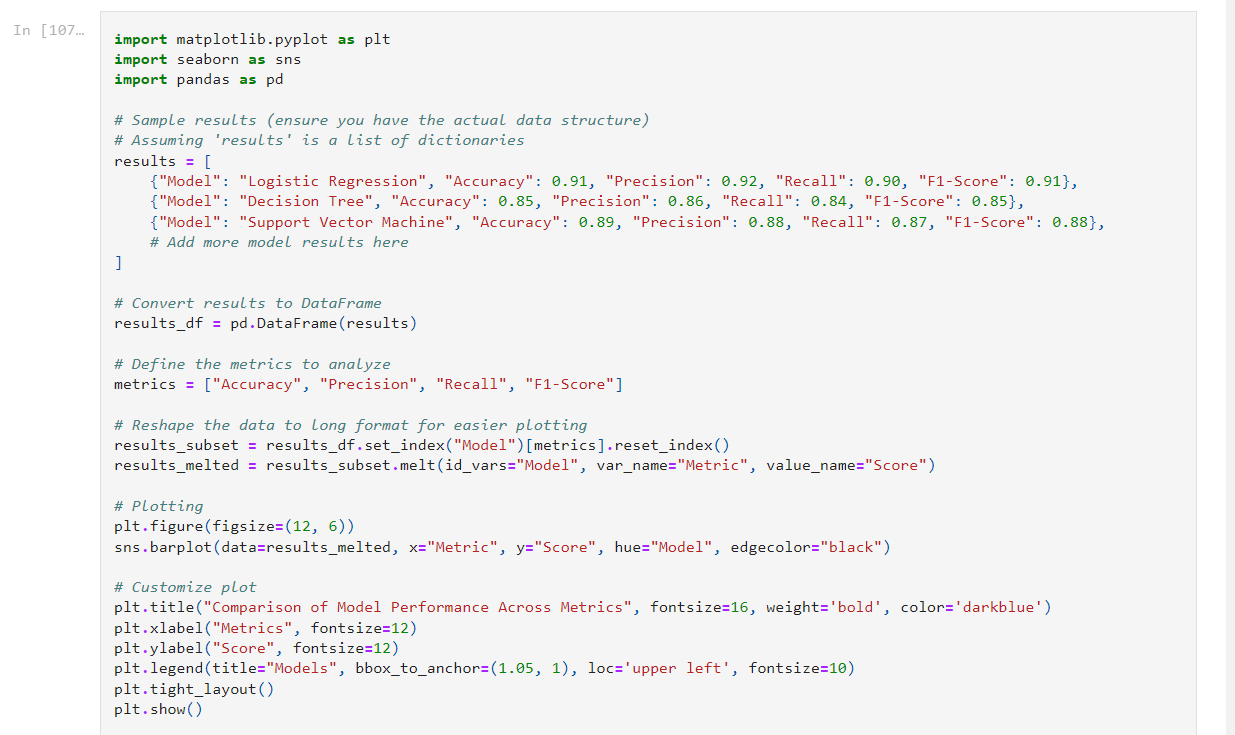 In [107…
import matplotlib.pyplot as plt
import seaborn as sns
import pandas as pd

# Sample results (ensure you have the actual data structure)
# Assuming 'results' is a list of dictionaries
results = [
    {"Model": "Logistic Regression", "Accuracy": 0.91, "Precision": 0.92, "Recall": 0.90, "F1-Score": 0.91},
    {"Model": "Decision Tree", "Accuracy": 0.85, "Precision": 0.86, "Recall": 0.84, "F1-Score": 0.85},
    {"Model": "Support Vector Machine", "Accuracy": 0.89, "Precision": 0.88, "Recall": 0.87, "F1-Score": 0.88},
    # Add more model results here
]

# Convert results to DataFrame
results_df = pd.DataFrame(results)

# Define the metrics to analyze
metrics = ["Accuracy", "Precision", "Recall", "F1-Score"]

# Reshape the data to long format for easier plotting
results_subset = results_df.set_index("Model")[metrics].reset_index()
results_melted = results_subset.melt(id_vars="Model", var_name="Metric", value_name="Score")

# Plotting
plt.figure(figsize=(12, 6))
sns.barplot(data=results_melted, x="Metric", y="Score", hue="Model", edgecolor="black")

# Customize plot
plt.title("Comparison of Model Performance Across Metrics", fontsize=16, weight='bold', color='darkblue')
plt.xlabel("Metrics", fontsize=12)
plt.ylabel("Score", fontsize=12)
plt.legend(title="Models", bbox_to_anchor=(1.05, 1), loc='upper left', fontsize=10)
plt.tight_layout()
plt.show()